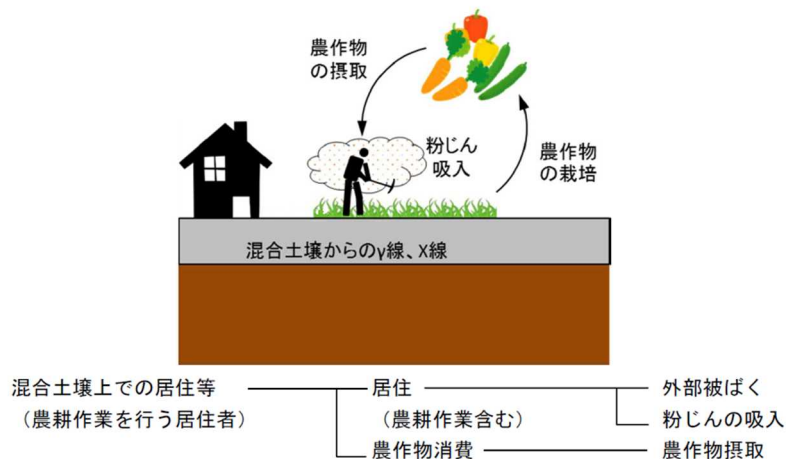 農作物
の摂取
粉じん
吸入
農作物
の栽培
混合土壌からのγ線、X線
混合土壌上での居住等
（農耕作業を行う居住者）
居住
（農耕作業含む）
農作物消費
外部被ばく
粉じんの吸入
農作物摂取